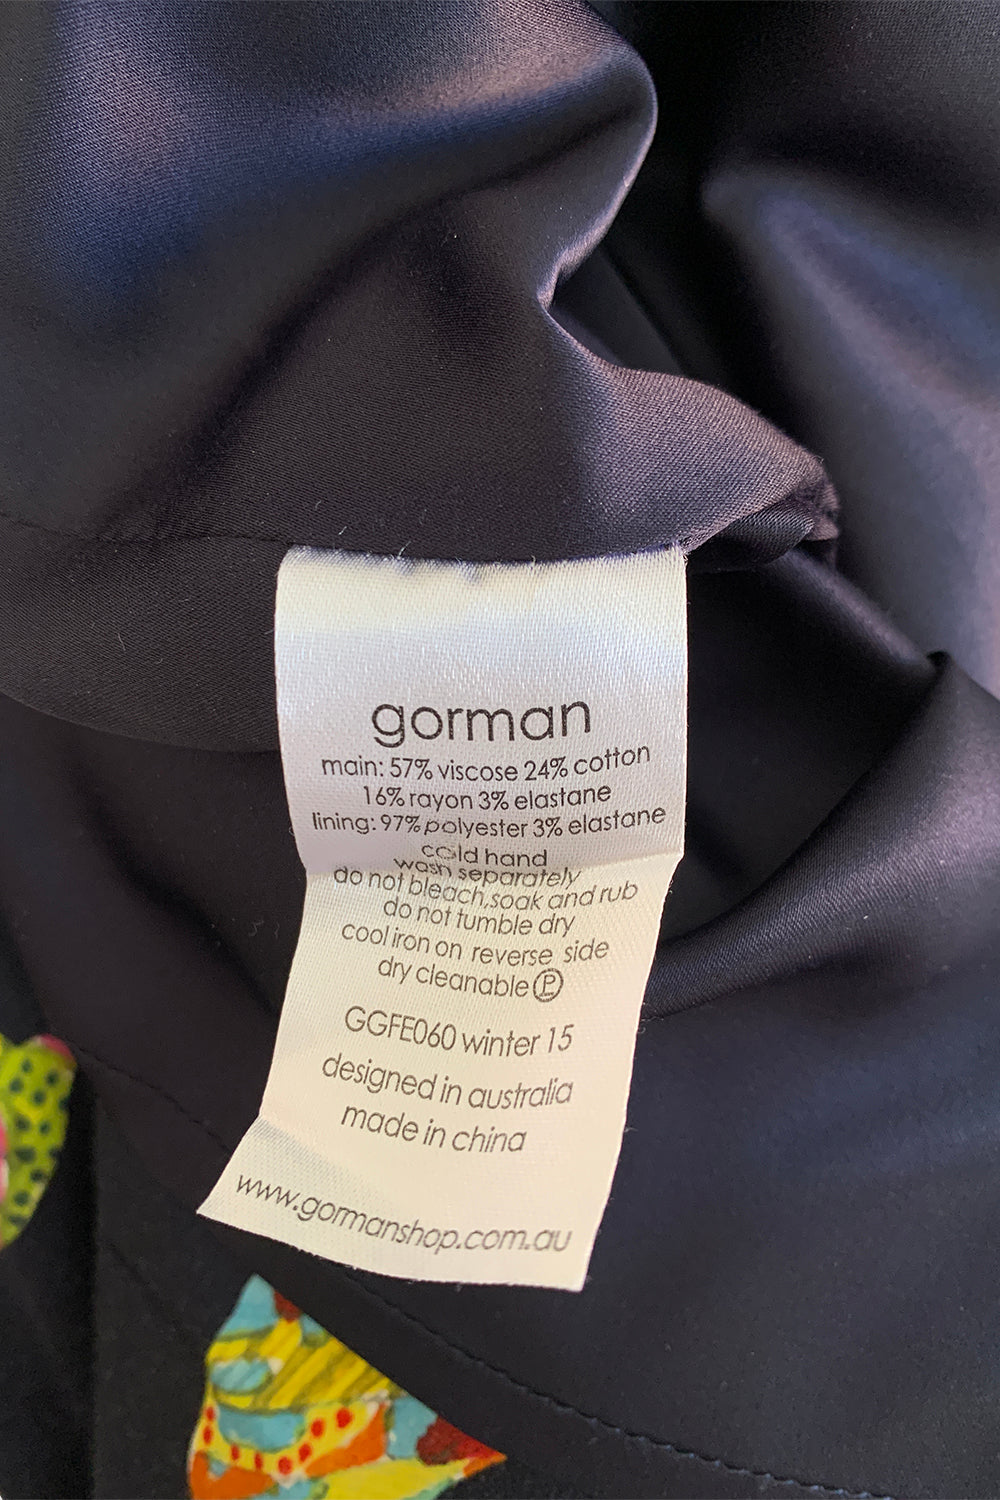 gorman
main: 57% viscose 24% cotton
16% rayon 3% elastane
lining: 97% polyester 3% elastane
cold hand
wash separately
do not bleach,soak and rub
do not tumble dry
cool iron on reverse side
dry cleanable Ⓟ
GGFE060 winter 15
designed in australia
made in china
www.gormanshop.com.au